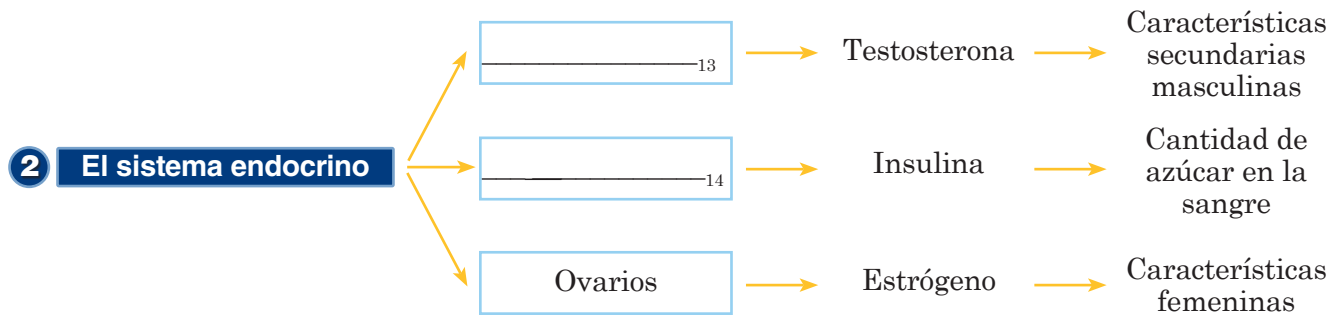 Características
secundarias
masculinas
Testosterona
13
Cantidad de
azúcar en la
sangre
Insulina
14
2 El sistema endocrino
Ovarios
Estrógeno
Características
femeninas